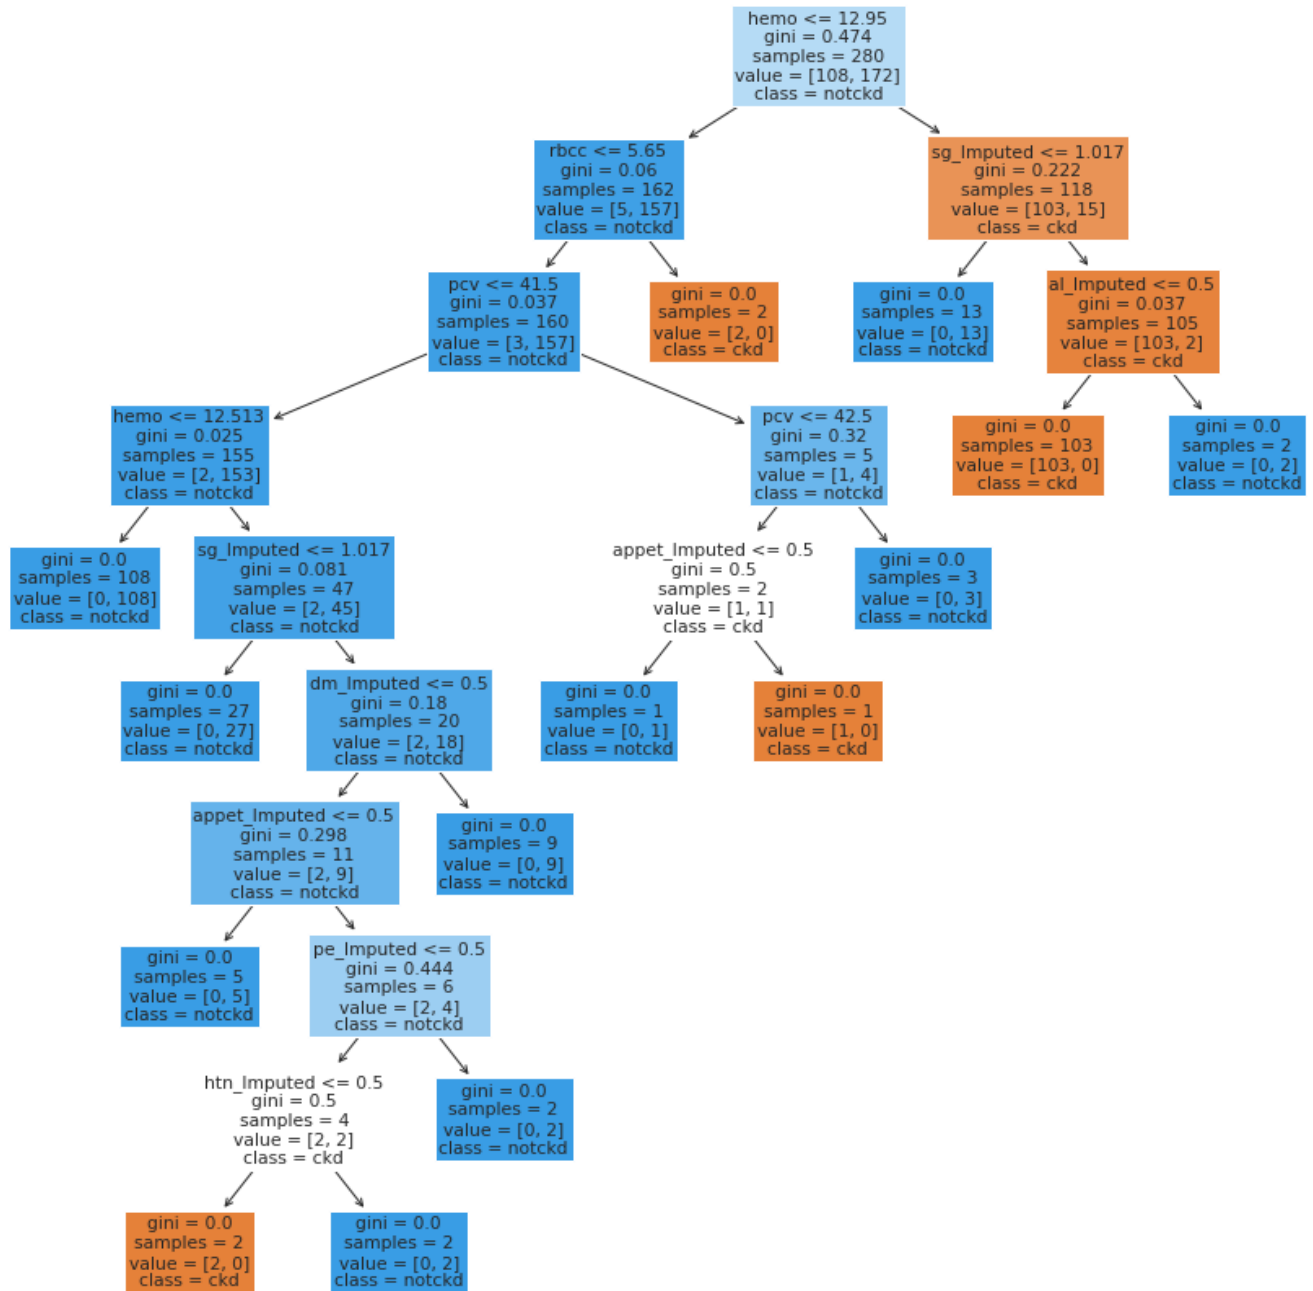 hemo <= 12.95
gini = 0.474
samples = 280
value = [108, 172]
class = notckd
rbcc <= 5.65
gini = 0.06
samples = 162
value = [5, 157]
class = notckd
sg_Imputed <= 1.017
gini = 0.222
samples = 118
value = [103, 15]
class = ckd
pcv <= 41.5
gini = 0.037
samples = 160
value = [3, 157]
class = notckd
gini = 0.0
samples = 2
value = [2, 0]
class = ckd
gini = 0.0
samples = 13
value = [0, 13]
class = notckd
al_Imputed <= 0.5
gini = 0.037
samples = 105
value = [103, 2]
class = ckd
hemo <= 12.513
gini = 0.025
samples = 155
value = [2, 153]
class = notckd
pcv <= 42.5
gini = 0.32
samples = 5
value = [1, 4]
class = notckd
gini = 0.0
samples = 103
value = [103, 0]
class = ckd
gini = 0.0
samples = 2
value = [0, 2]
class = notckd
gini = 0.0
samples = 108
value = [0, 108]
class = notckd
sg_Imputed <= 1.017
gini = 0.081
samples = 47
value = [2, 45]
class = notckd
appet_Imputed <= 0.5
gini = 0.5
samples = 2
value = [1, 1]
class = ckd
gini = 0.0
samples = 3
value = [0, 3]
class = notckd
gini = 0.0
samples = 27
value = [0, 27]
class = notckd
dm_Imputed <= 0.5
gini = 0.18
samples = 20
value = [2, 18]
class = notckd
gini = 0.0
samples = 1
value = [0, 1]
class = notckd
gini = 0.0
samples = 1
value = [1, 0]
class = ckd
appet_Imputed <= 0.5
gini = 0.298
samples = 11
value = [2, 9]
class = notckd
gini = 0.0
samples = 9
value = [0, 9]
class = notckd
gini = 0.0
samples = 5
value = [0, 5]
class = notckd
pe_Imputed <= 0.5
gini = 0.444
samples = 6
value = [2, 4]
class = notckd
htn_Imputed <= 0.5
gini = 0.5
samples = 4
value = [2, 2]
class = ckd
gini = 0.0
samples = 2
value = [0, 2]
class = notckd
gini = 0.0
samples = 2
value = [2, 0]
class = ckd
gini = 0.0
samples = 2
value = [0, 2]
class = notckd